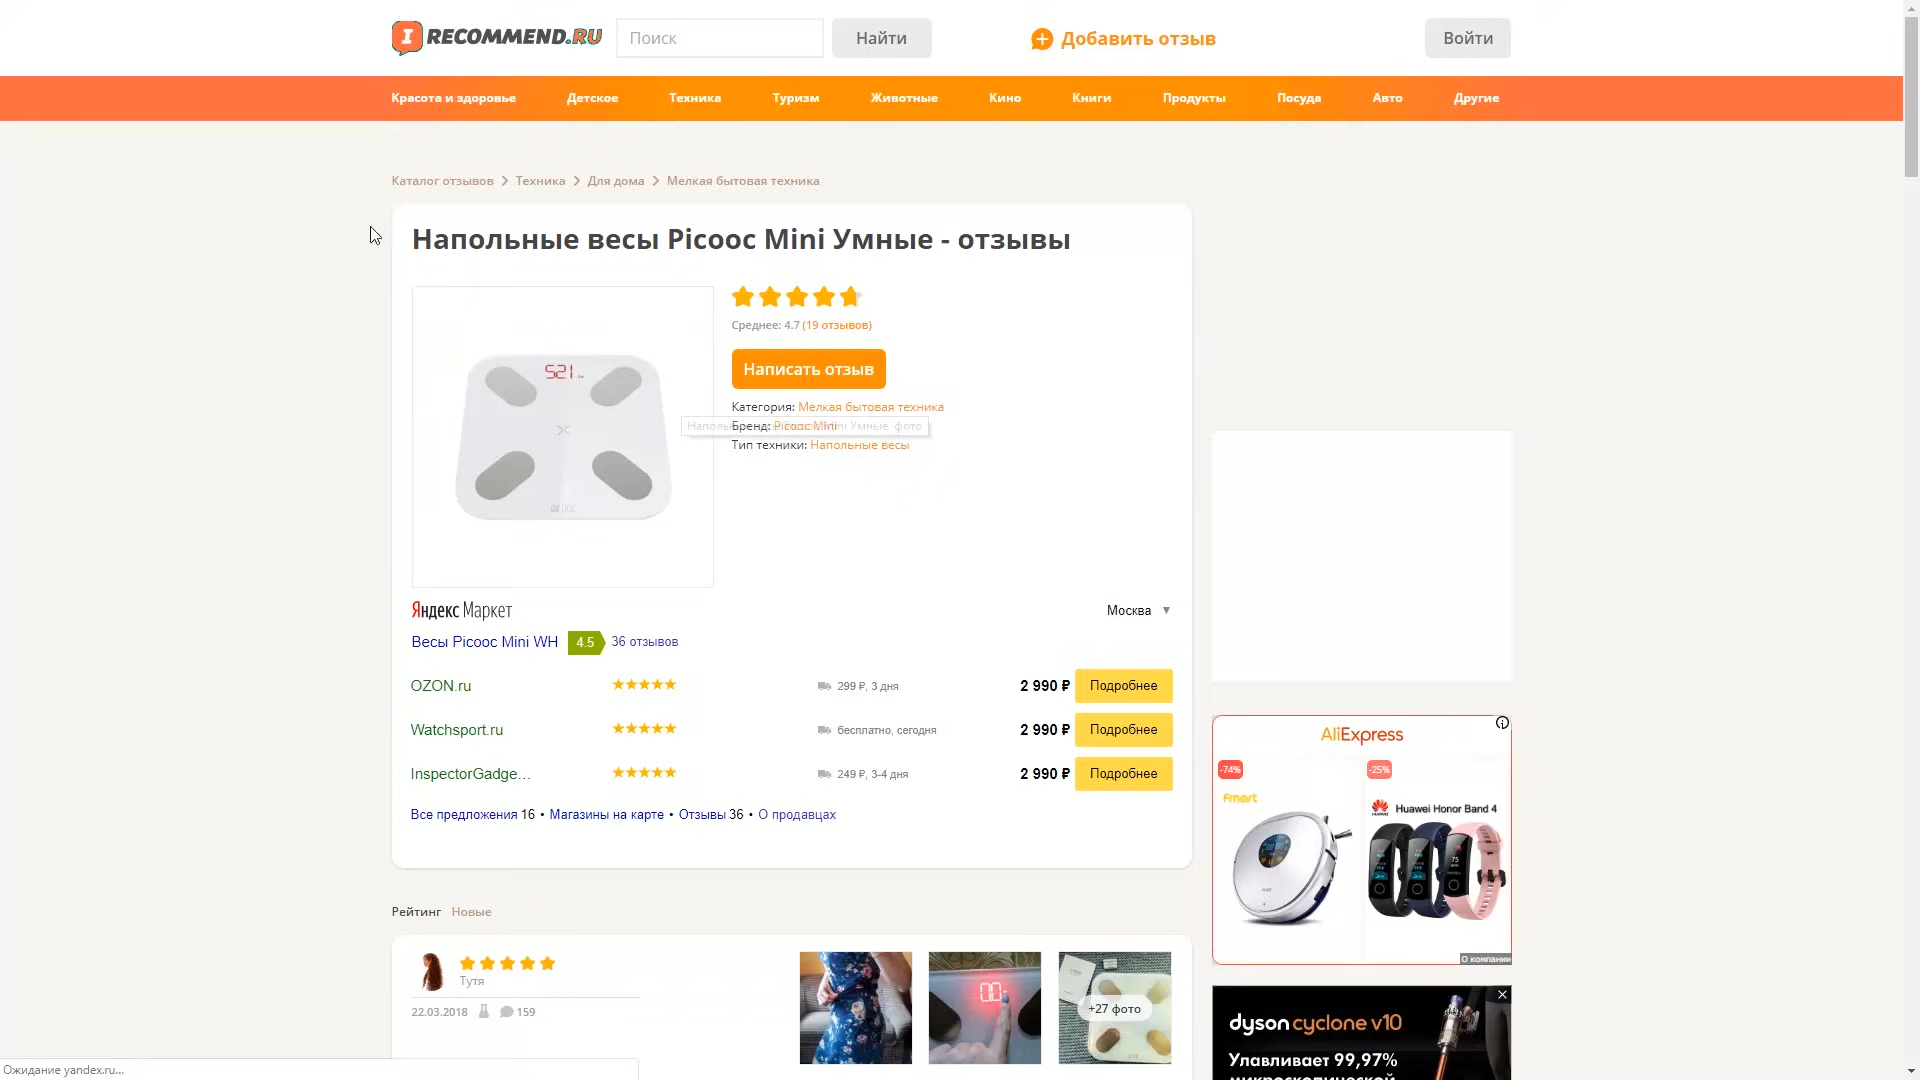 I RECOMMEND.RU
Поиск
Найти
Добавить отзыв
Войти
Красота и здоровье
Детское
Техника
Туризм
Животные
Кино
Книги
Продукты
Посуда
Авто
Другие
Каталог отзывов
Техника
Для дома
Мелкая бытовая техника
Напольные весы Picooc Mini Умные - отзывы
Среднее: 4.7 (19 отзывов)
Написать отзыв
Категория: Мелкая бытовая техника
Бренд: Picooc Mini
Тип техники: Напольные весы
Яндекс Маркет
Москва
Весы Picooc Mini WH 4.5 36 отзывов
OZON.ru 299 ₽, 3 дня 2 990 ₽ Подробнее
Watchsport.ru бесплатно, сегодня 2 990 ₽ Подробнее
InspectorGadge... 249 ₽, 3-4 дня 2 990 ₽ Подробнее
Все предложения 16 • Магазины на карте • Отзывы 36 • О продавцах
AliExpress
-74%
-25%
Fmart
Huawei Honor Band 4
О компании
Рейтинг Новые
Тутя
22.03.2018 159
+27 фото
dyson cyclone v10
Улавливает 99,97%
Ожидание yandex.ru...